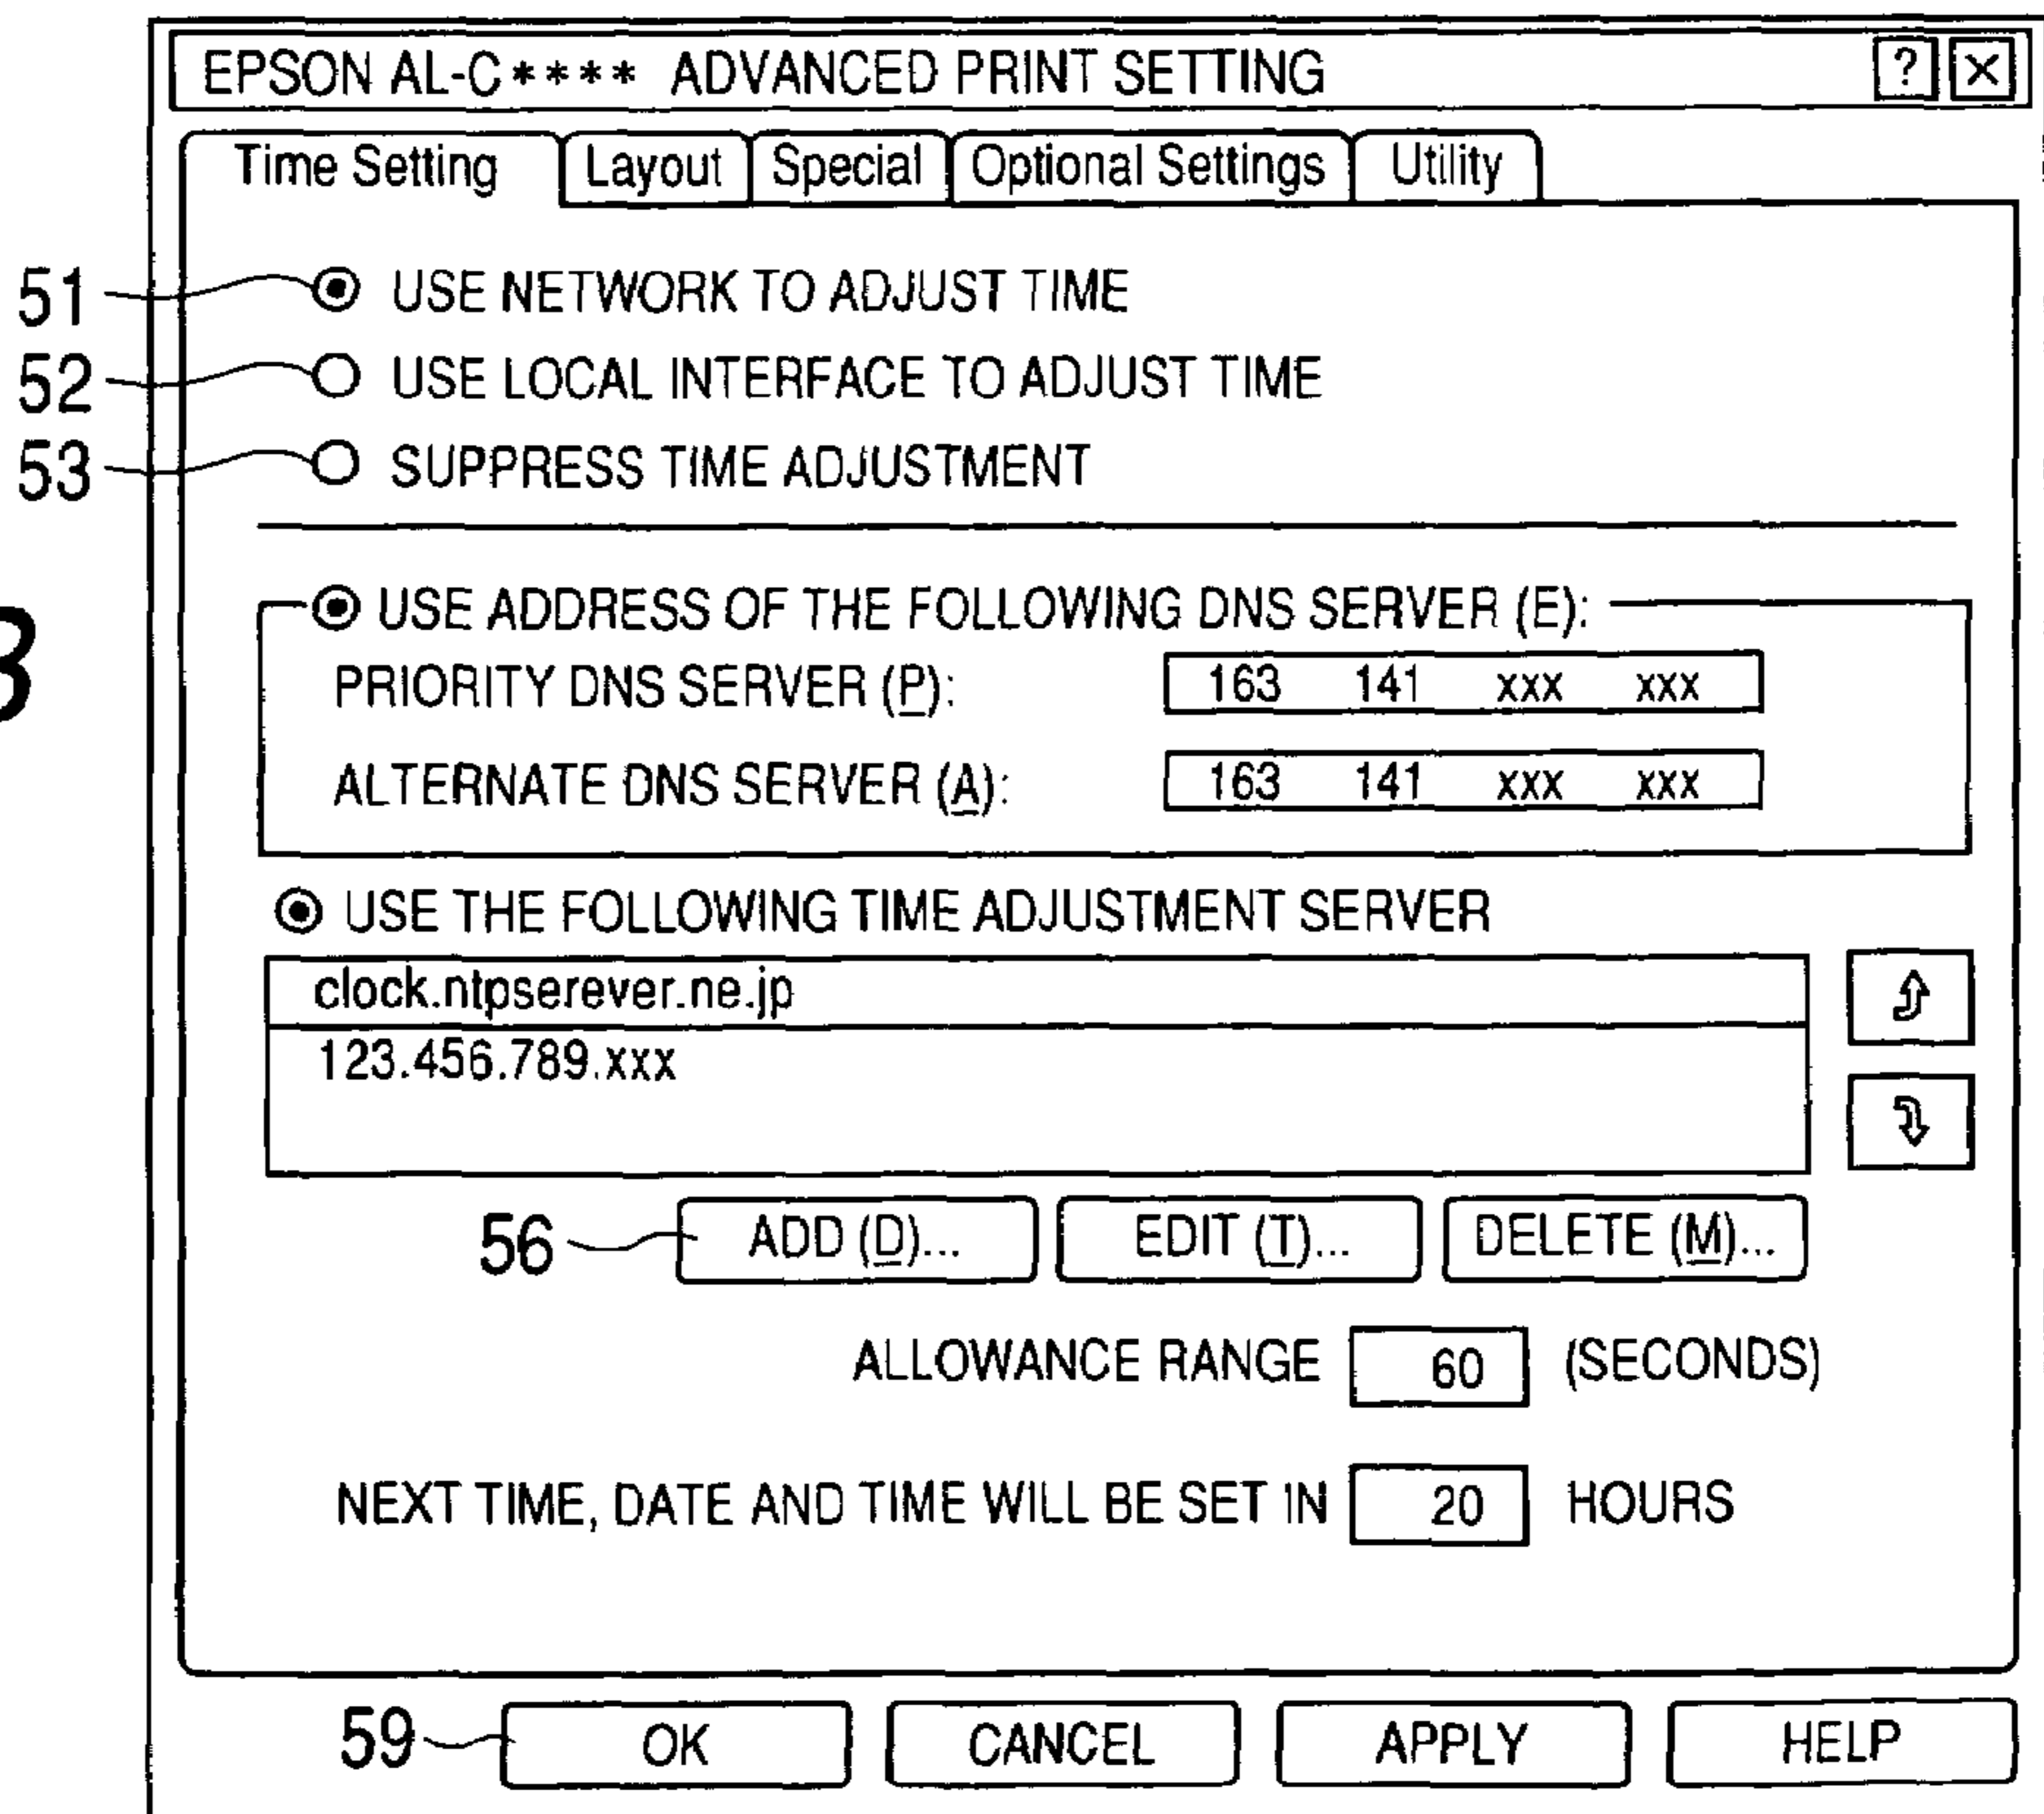 EPSON AL-C**** ADVANCED PRINT SETTING ? X
Time Setting Layout Special Optional Settings Utility
51 USE NETWORK TO ADJUST TIME
52 USE LOCAL INTERFACE TO ADJUST TIME
53 SUPPRESS TIME ADJUSTMENT
USE ADDRESS OF THE FOLLOWING DNS SERVER (E):
PRIORITY DNS SERVER (P): 163 141 xxx xxx
ALTERNATE DNS SERVER (A): 163 141 xxx xxx
USE THE FOLLOWING TIME ADJUSTMENT SERVER
clock.ntpserever.ne.jp
123.456.789.xxx
56 ADD (D)... EDIT (T)... DELETE (M)...
ALLOWANCE RANGE 60 (SECONDS)
NEXT TIME, DATE AND TIME WILL BE SET IN 20 HOURS
59 OK CANCEL APPLY HELP